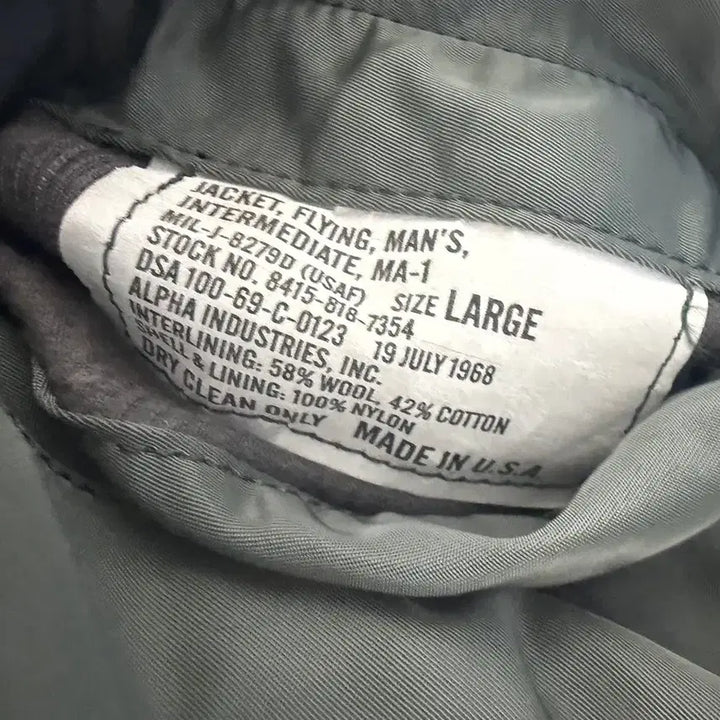 JACKET, FLYING, MAN'S,
INTERMEDIATE, MA-1
MIL-J-8279D (USAF) SIZE LARGE
STOCK NO. 8415-818-7354
DSA 100-69-C-0123 19 JULY 1968
ALPHA INDUSTRIES, INC.
INTERLINING: 58% WOOL, 42% COTTON
SHELL & LINING: 100% NYLON
DRY CLEAN ONLY MADE IN U.S.A.